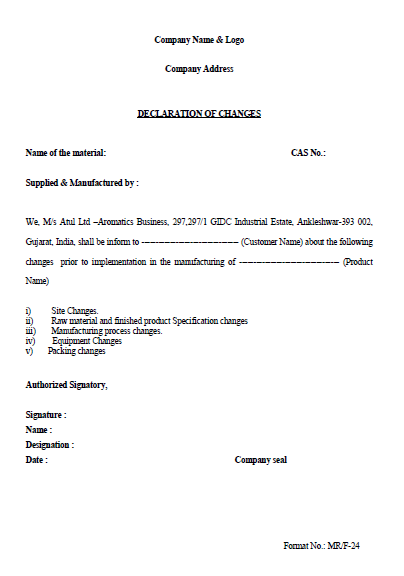 Company Name & Logo
Company Address
DECLARATION OF CHANGES
Name of the material: CAS No.:
Supplied & Manufactured by :
We, M/s Atul Ltd –Aromatics Business, 297,297/1 GIDC Industrial Estate, Ankleshwar-393 002,
Gujarat, India, shall be inform to -------------------------------- (Customer Name) about the following
changes prior to implementation in the manufacturing of --------------------------------- (Product
Name)
i) Site Changes.
ii) Raw material and finished product Specification changes
iii) Manufacturing process changes.
iv) Equipment Changes
v) Packing changes
Authorized Signatory,
Signature :
Name :
Designation :
Date : Company seal
Format No.: MR/F-24